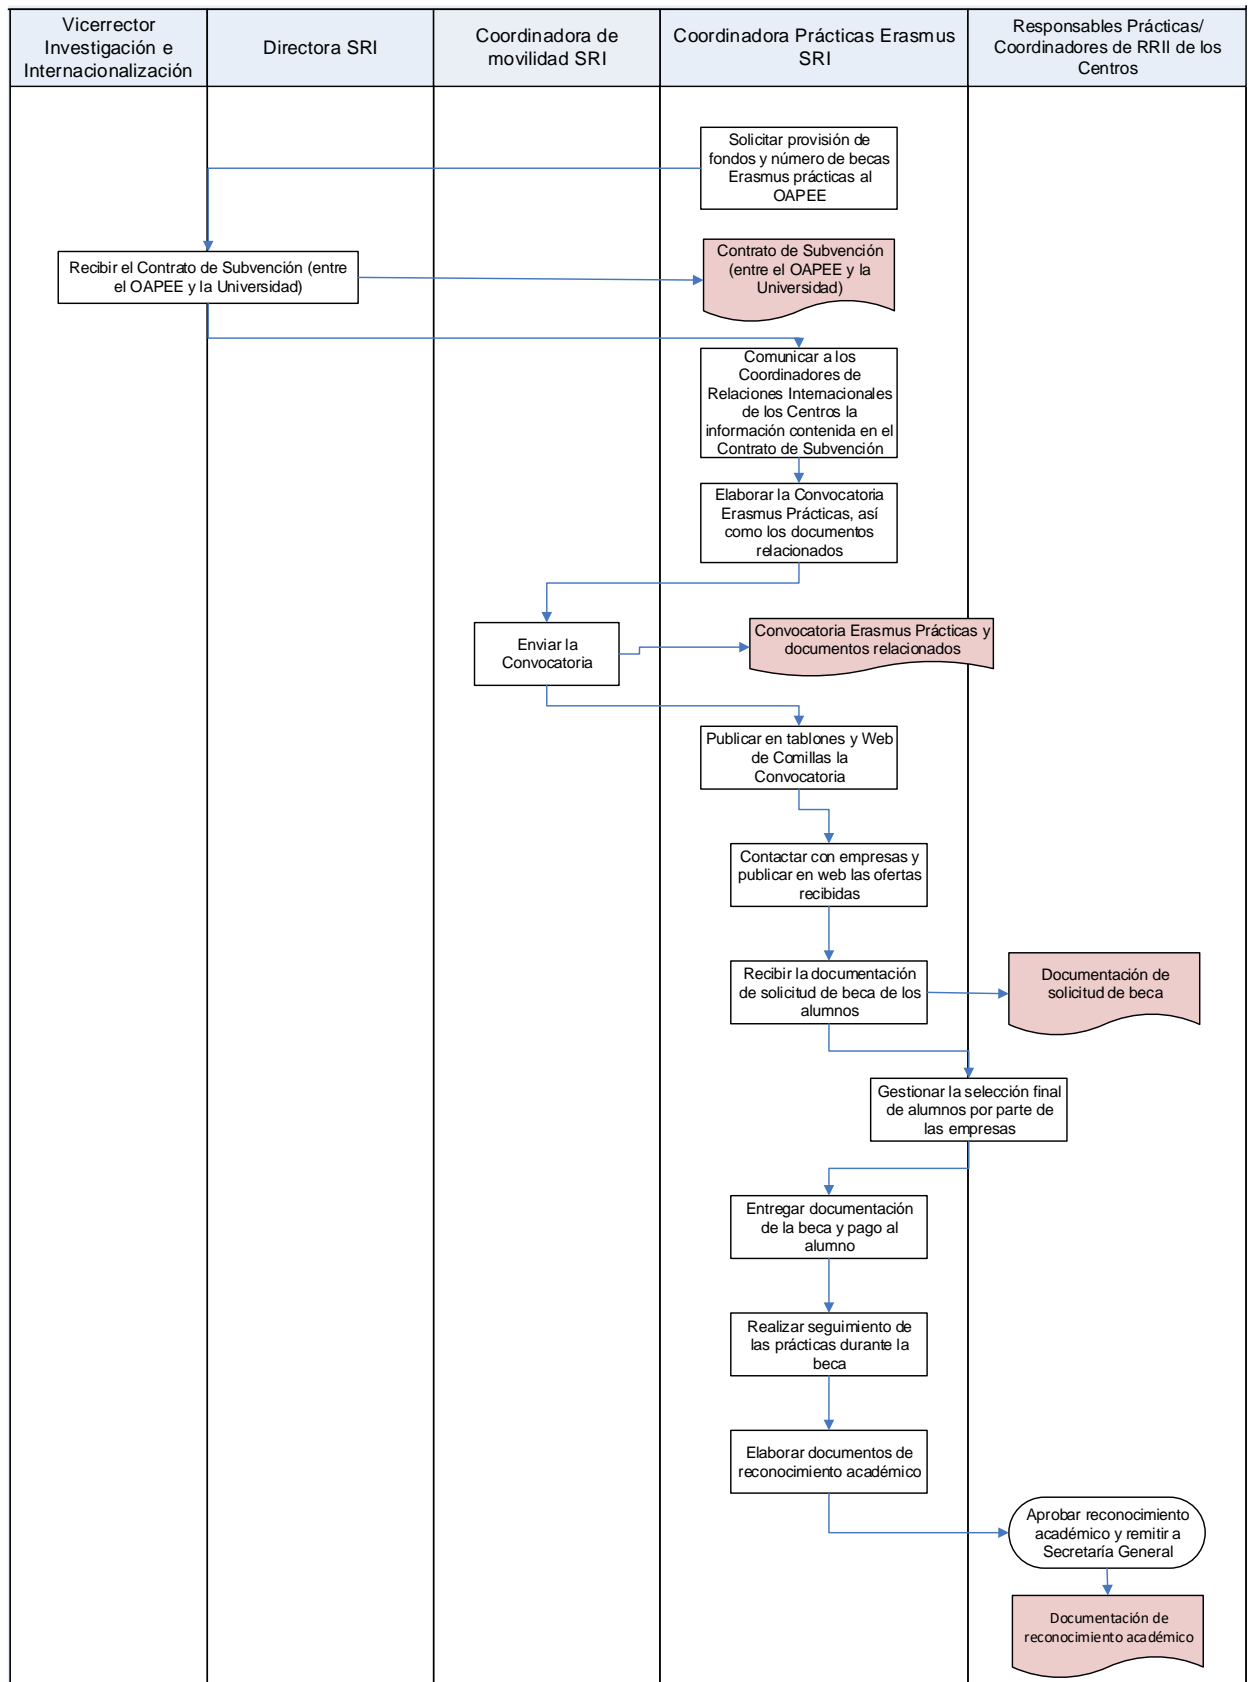 Vicerrector
Investigación e
Internacionalización
Directora SRI
Coordinadora de
movilidad SRI
Coordinadora Prácticas Erasmus
SRI
Responsables Prácticas/
Coordinadores de RRII de los
Centros
Solicitar provisión de
fondos y número de becas
Erasmus prácticas al
OAPEE
Recibir el Contrato de Subvención (entre
el OAPEE y la Universidad)
Contrato de Subvención
(entre el OAPEE y la
Universidad)
Comunicar a los
Coordinadores de
Relaciones Internacionales
de los Centros la
información contenida en el
Contrato de Subvención
Elaborar la Convocatoria
Erasmus Prácticas, así
como los documentos
relacionados
Enviar la
Convocatoria
Convocatoria Erasmus Prácticas y
documentos relacionados
Publicar en tablones y Web
de Comillas la
Convocatoria
Contactar con empresas y
publicar en web las ofertas
recibidas
Recibir la documentación
de solicitud de beca de los
alumnos
Documentación de
solicitud de beca
Gestionar la selección final
de alumnos por parte de
las empresas
Entregar documentación
de la beca y pago al
alumno
Realizar seguimiento de
las prácticas durante la
beca
Elaborar documentos de
reconocimiento académico
Aprobar reconocimiento
académico y remitir a
Secretaría General
Documentación de
reconocimiento académico